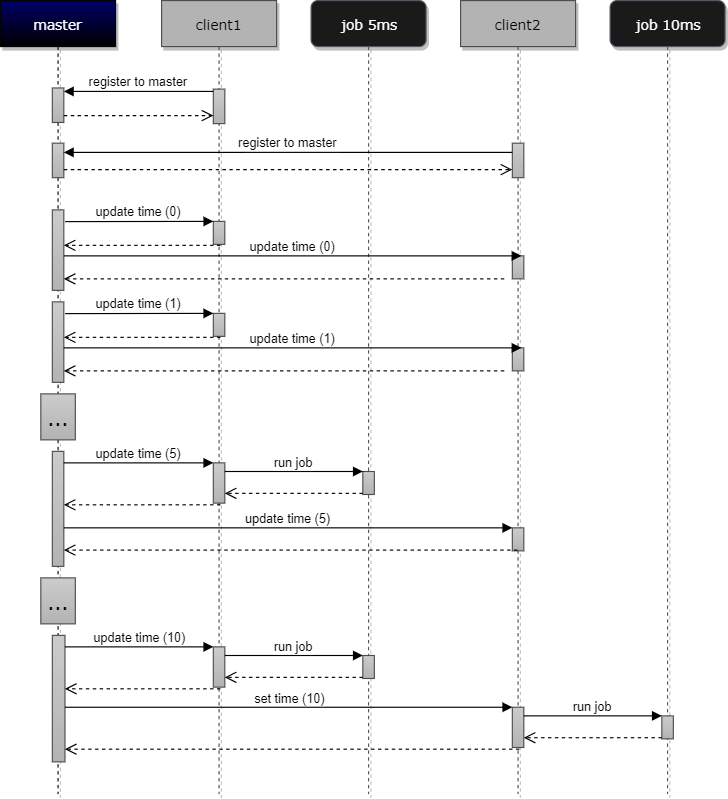 master
client1
job 5ms
client2
job 10ms
register to master
register to master
update time (0)
update time (0)
update time (1)
update time (1)
...
update time (5)
run job
update time (5)
...
update time (10)
run job
set time (10)
run job